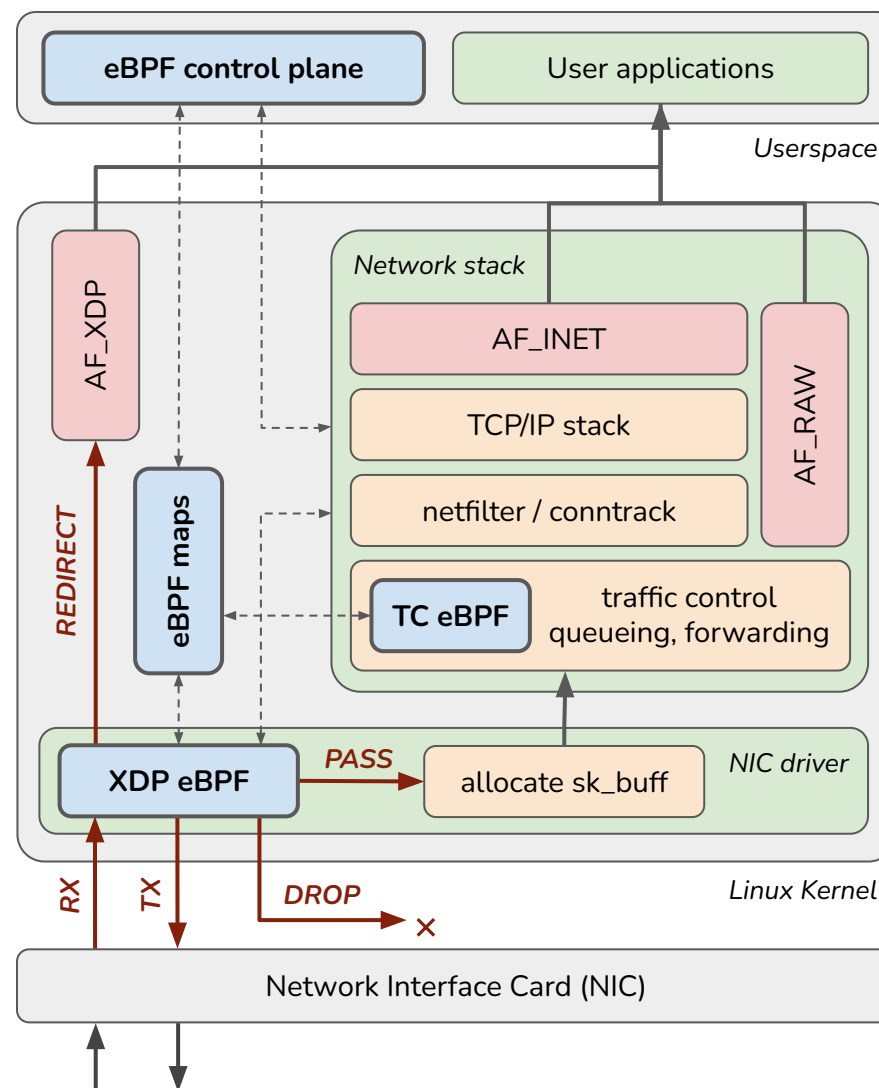 eBPF control plane
User applications
Userspace
AF_XDP
Network stack
AF_INET
AF_RAW
TCP/IP stack
eBPF maps
netfilter / conntrack
REDIRECT
TC eBPF
traffic control
queueing, forwarding
XDP eBPF
PASS
allocate sk_buff
NIC driver
RX
TX
DROP
×
Linux Kernel
Network Interface Card (NIC)